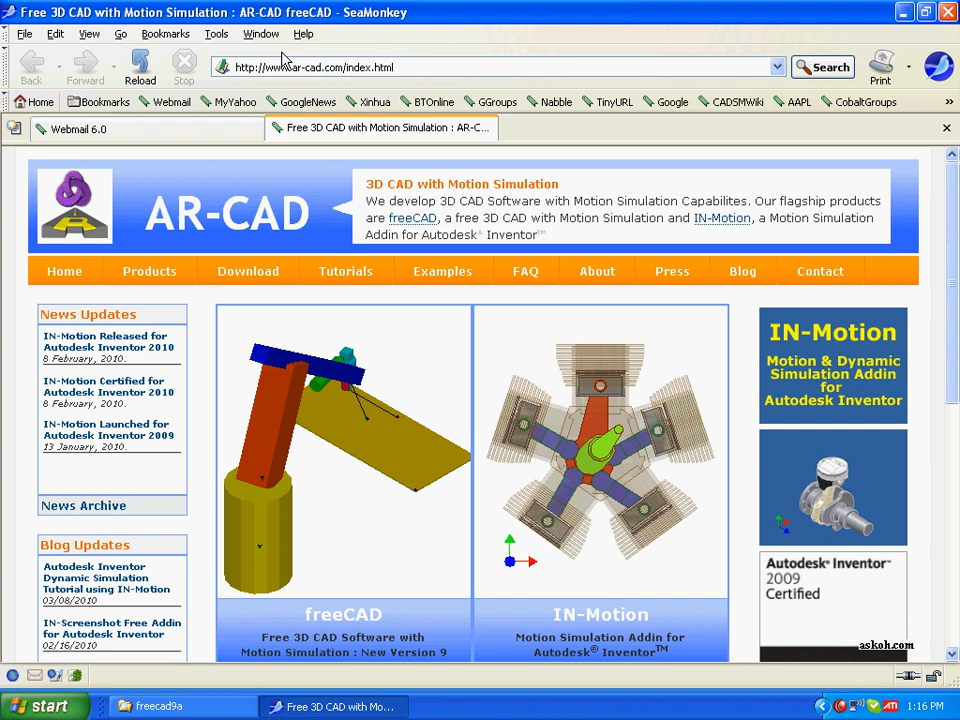 Free 3D CAD with Motion Simulation : AR-CAD freeCAD - SeaMonkey
File Edit View Go Bookmarks Tools Window Help
Back Forward Reload Stop http://www.ar-cad.com/index.html Search Print
Home Bookmarks Webmail MyYahoo GoogleNews Xinhua BTOnline GGroups Nabble TinyURL Google CADSMWiki AAPL CobaltGroups »
Webmail 6.0 Free 3D CAD with Motion Simulation : AR-C...
AR-CAD
3D CAD with Motion Simulation
We develop 3D CAD Software with Motion Simulation Capabilites. Our flagship products
are freeCAD, a free 3D CAD with Motion Simulation and IN-Motion, a Motion Simulation
Addin for Autodesk® Inventor™
Home Products Download Tutorials Examples FAQ About Press Blog Contact
News Updates
IN-Motion Released for
Autodesk Inventor 2010
8 February, 2010.
IN-Motion Certified for
Autodesk Inventor 2010
8 February, 2010.
IN-Motion Launched for
Autodesk Inventor 2009
13 January, 2010.
News Archive
Blog Updates
Autodesk Inventor
Dynamic Simulation
Tutorial using IN-Motion
03/08/2010
IN-Screenshot Free Addin
for Autodesk Inventor
02/16/2010
freeCAD
Free 3D CAD Software with
Motion Simulation : New Version 9
IN-Motion
Motion Simulation Addin for
Autodesk® Inventor™
IN-Motion
Motion & Dynamic
Simulation Addin
for
Autodesk Inventor
Autodesk® Inventor™
2009
Certified
askoh.com
start freecad9a Free 3D CAD with Mo... ATI 1:16 PM